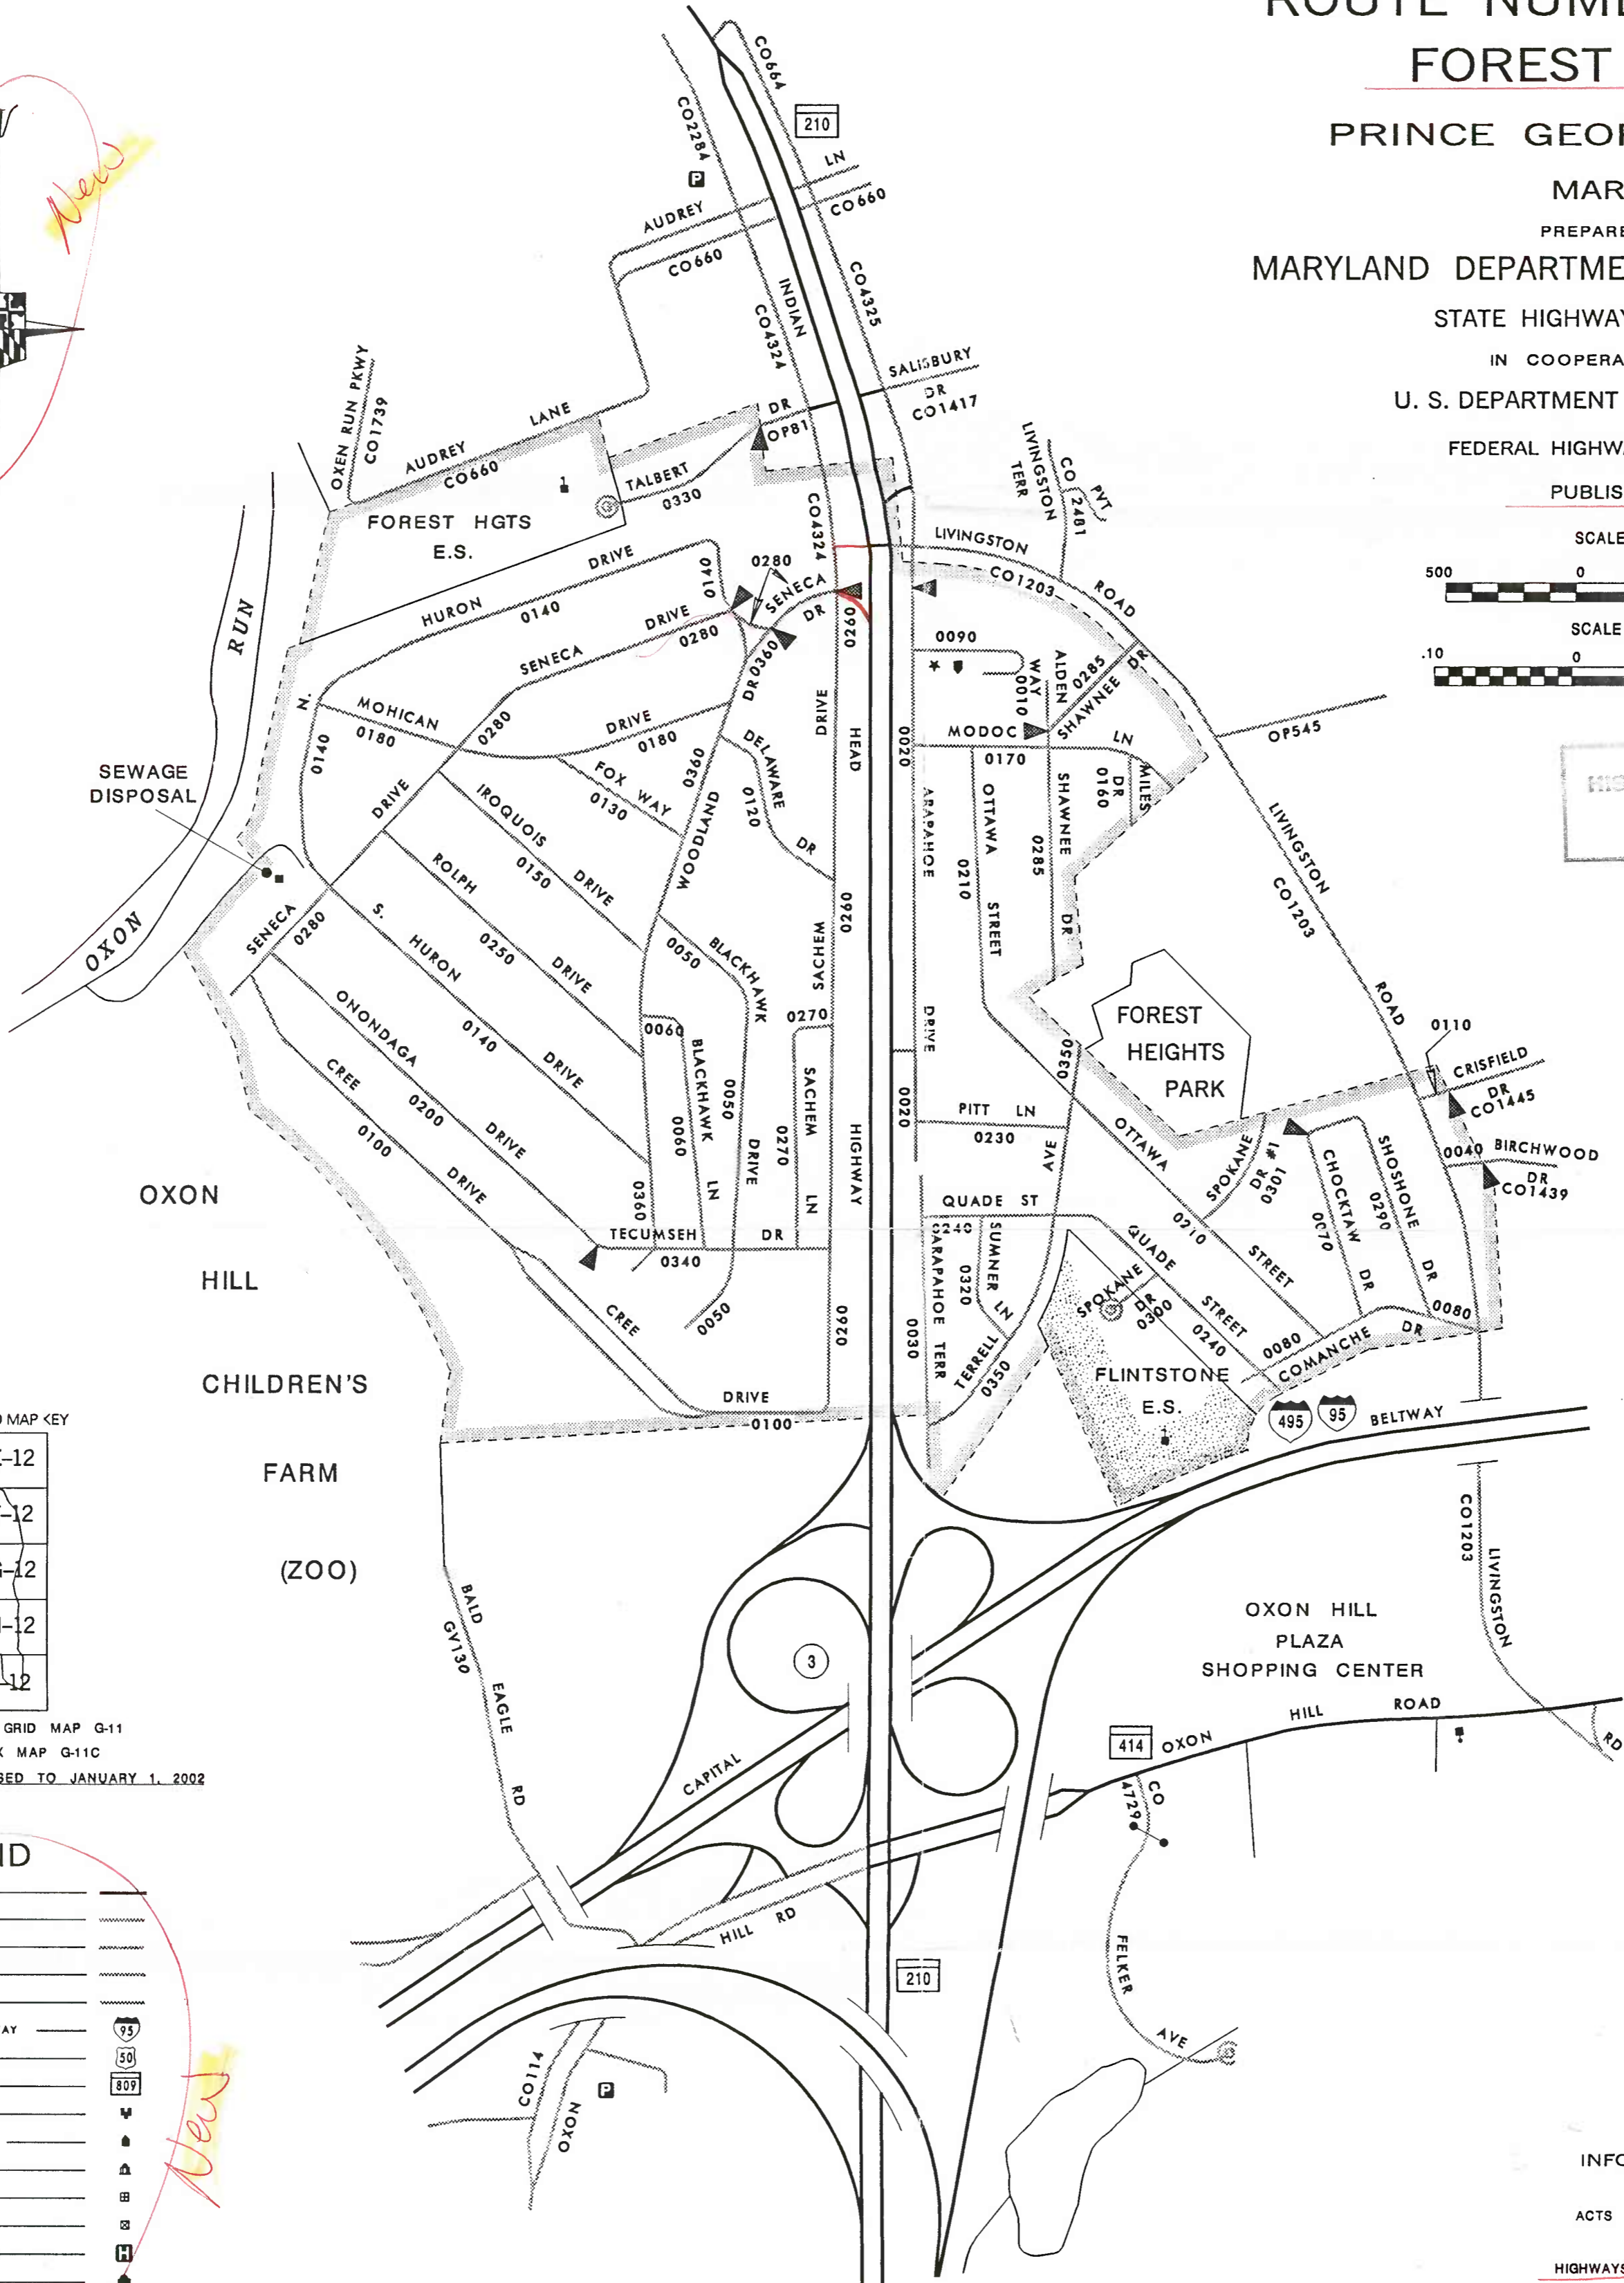 FOREST
PRINCE GEOR
MAR
PREPARE
MARYLAND DEPARTME
STATE HIGHWAY
IN COOPERA
U. S. DEPARTMENT
FEDERAL HIGHWA
PUBLIS
SCALE
500 0
SCALE
.10 0
New
CO664
210
CO2284
P
LN
AUDREY
CO660
CO660
INDIAN
CO4325
CO4324
SALISBURY
DR
CO1417
DR
OP81
OXEN RUN PKWY
CO1739
AUDREY LANE
CO660
TALBERT
0330
FOREST HGTS
E.S.
CO4324
LIVINGSTON
TERR
CO 2481
PVT
LIVINGSTON ROAD
CO1203
HURON DRIVE
0140
0140
0280
SENECA
DR
0260
SENECA DRIVE
0280
DR 0360
0090
WAY
0010
ALDEN
0285
SHAWNEE DR
N.
MOHICAN
0180
0140
0280
DRIVE
0180
DRIVE
HEAD
0020
MODOC LN
0170
OP545
SEWAGE
DISPOSAL
RUN
OXON
DRIVE
FOX WAY
0130
0360
WOODLAND
DELAWARE
0120
DR
IROQUOIS
0150
DRIVE
ROLPH
0250
DRIVE
ARAPAHOE
OTTAWA
0210
STREET
SHAWNEE
0285
DR
DR
0160
MILES
LIVINGSTON
CO1203
ROAD
SENECA
0280
S.
HURON
0140
DRIVE
0050
BLACKHAWK
SACHEM
0260
ONONDAGA
0200
DRIVE
CREE
0100
DRIVE
0060
BLACKHAWK
0060
LN
0050
DRIVE
0270
SACHEM
0270
LN
HIGHWAY
DRIVE
0020
0350
FOREST
HEIGHTS
PARK
0110
CRISFIELD
DR
CO1445
PITT LN
0230
AVE
OTTAWA
0210
STREET
SPOKANE
DR #1
0301
CHOCKTAW
0070
DR
SHOSHONE
0290
DR
0040 BIRCHWOOD
DR
CO1439
OXON
HILL
CHILDREN'S
FARM
(ZOO)
0360
TECUMSEH DR
0340
0050
CREE
DRIVE
0100
0260
QUADE ST
0240
ARAPAHOE TERR
0030
SUMNER
0320
LN
TERRELL
0350
QUADE
STREET
0240
SPOKANE
DR
0300
0080
COMANCHE DR
0080
FLINTSTONE
E.S.
495
95
BELTWAY
MAP KEY
-12
-12
-12
-12
-12
GRID MAP G-11
MAP G-11C
SED TO JANUARY 1, 2002
BALD
GV130
EAGLE
RD
3
CO1203
LIVINGSTON
OXON HILL
PLAZA
SHOPPING CENTER
CAPITAL
414
OXON HILL ROAD
RD
CO
4729
HILL RD
210
FELKER
AVE
CO114
OXON
P
AY
95
50
809
H
New
INFO
ACTS
HIGHWAYS